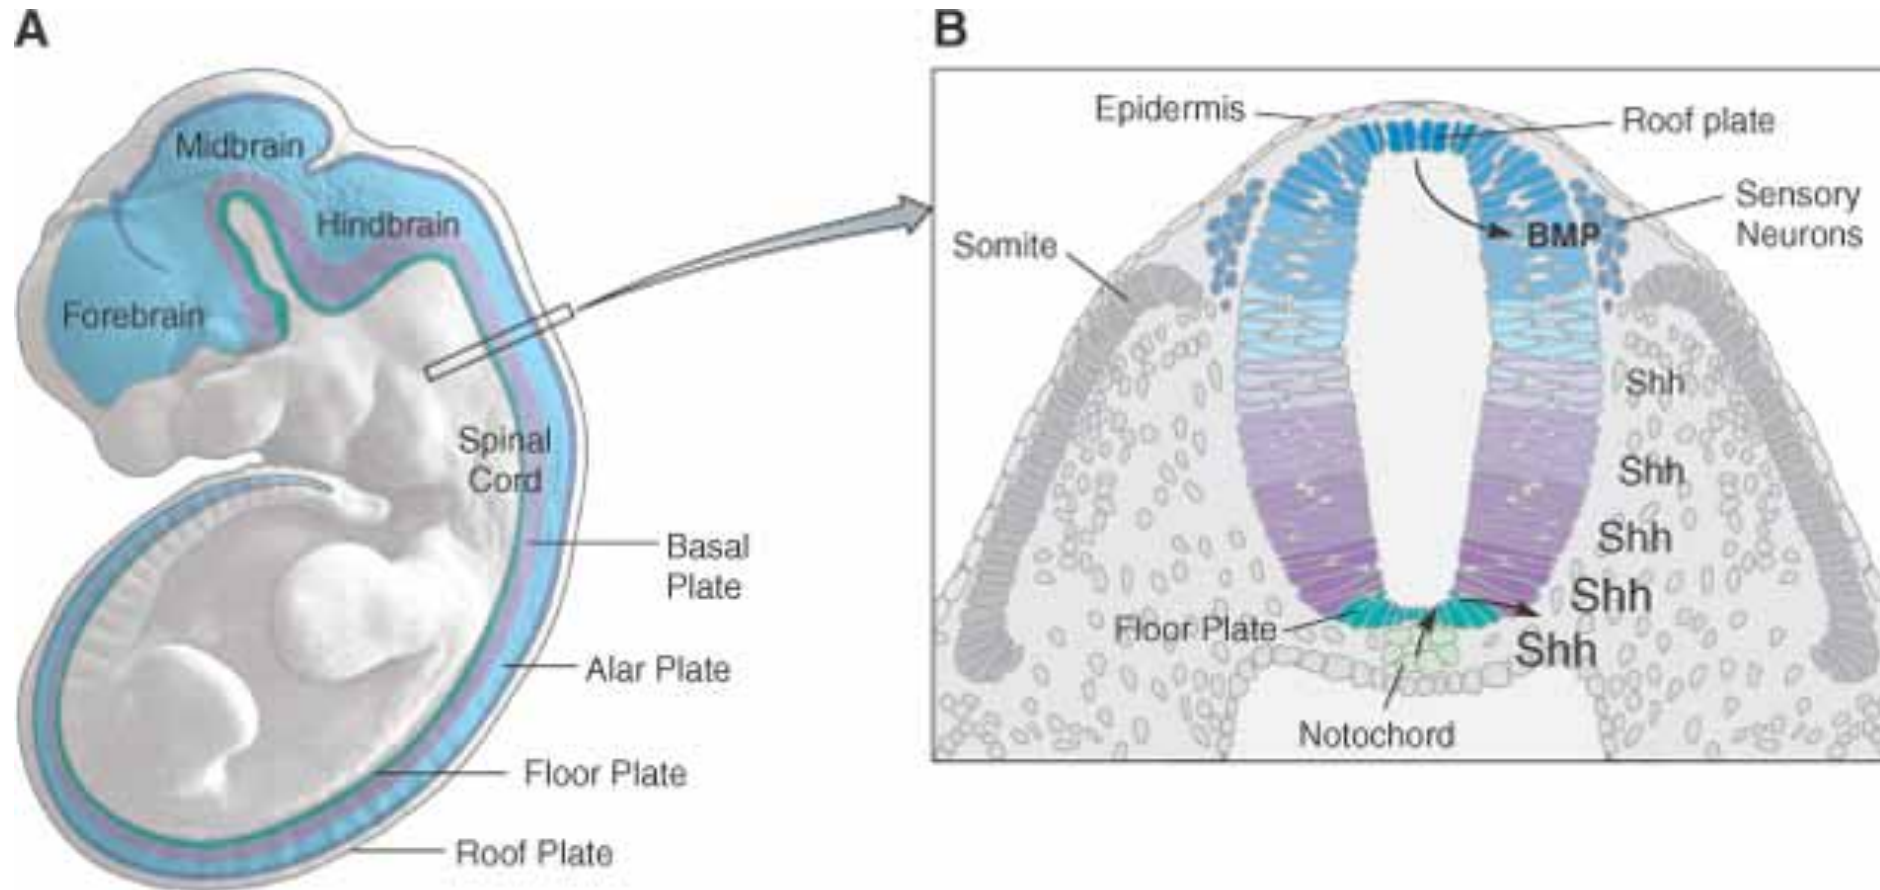 A
Midbrain
Hindbrain
Forebrain
Spinal
Cord
Basal
Plate
Alar Plate
Floor Plate
Roof Plate
B
Epidermis
Roof plate
Sensory
Neurons
BMP
Somite
Shh
Shh
Shh
Shh
Floor Plate
Shh
Notochord